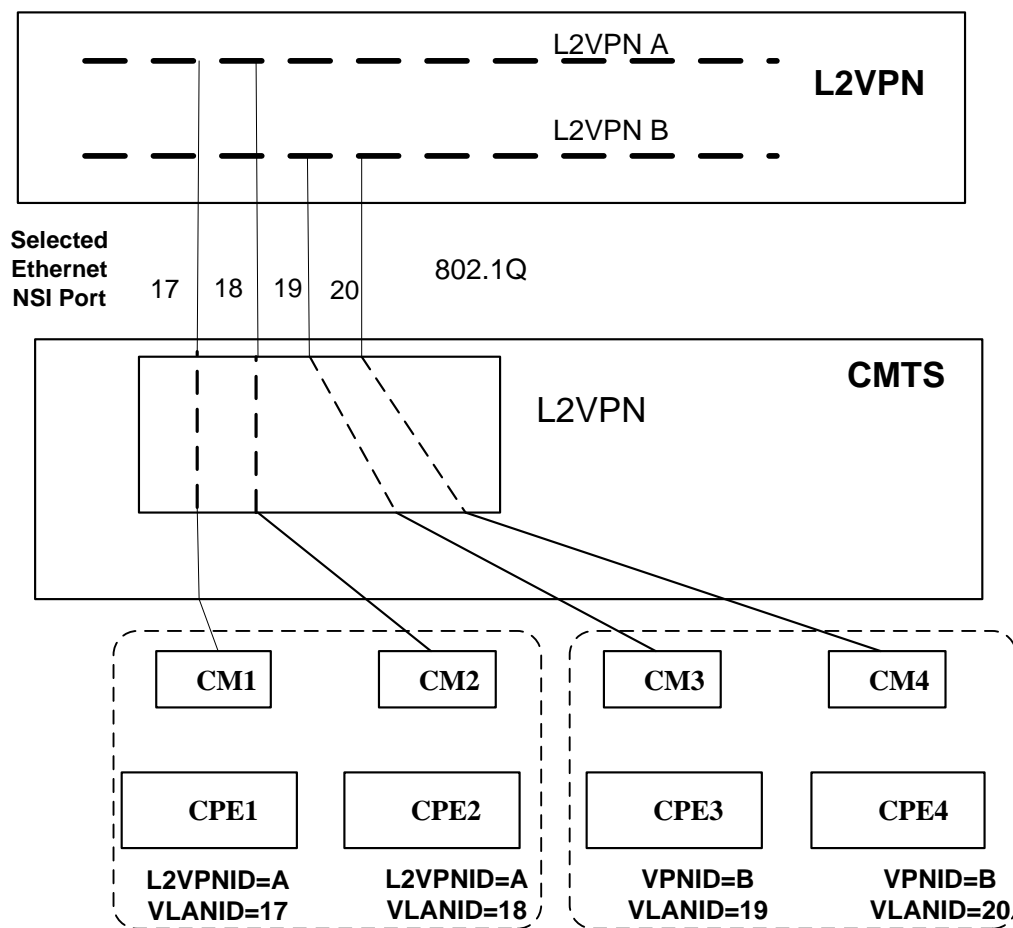 L2VPN A
L2VPN
L2VPN B
Selected
Ethernet
NSI Port
17
18
19
20
802.1Q
CMTS
L2VPN
CM1
CM2
CM3
CM4
CPE1
CPE2
CPE3
CPE4
L2VPNID=A
VLANID=17
L2VPNID=A
VLANID=18
VPNID=B
VLANID=19
VPNID=B
VLANID=20